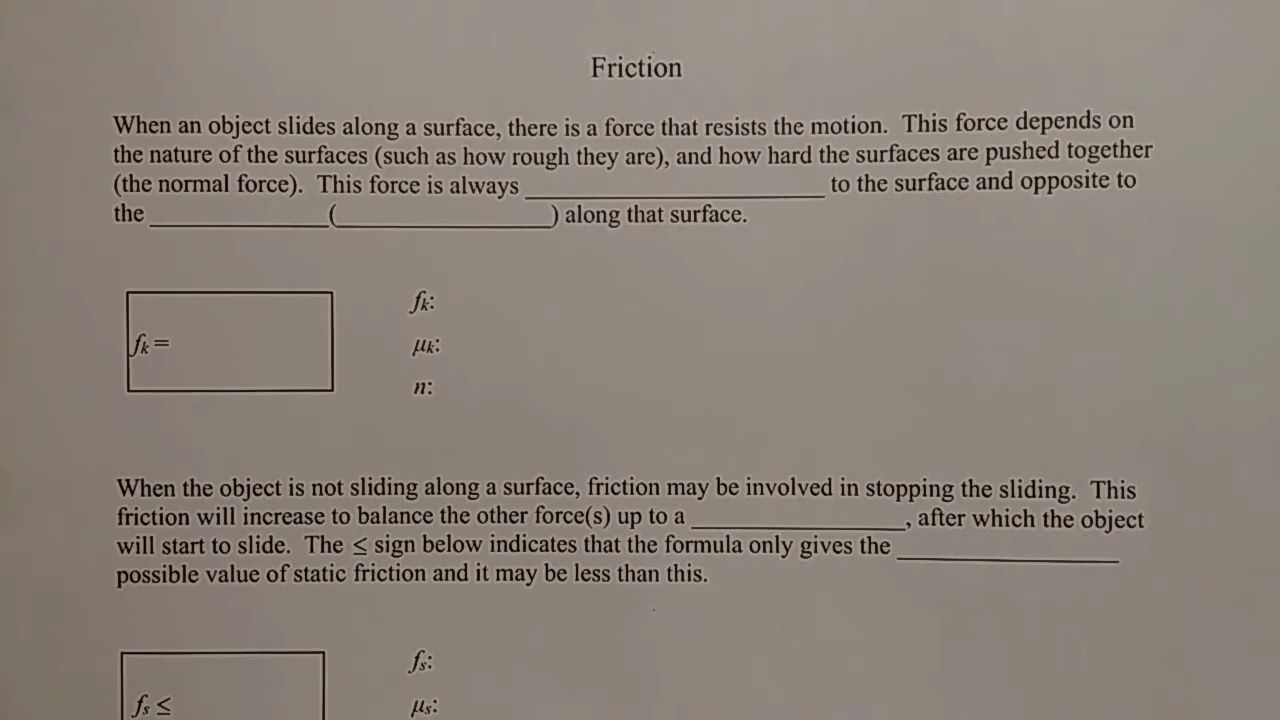 Friction
When an object slides along a surface, there is a force that resists the motion. This force depends on
the nature of the surfaces (such as how rough they are), and how hard the surfaces are pushed together
(the normal force). This force is always ____________ to the surface and opposite to
the ____________ (____________) along that surface.
fk =
fk:
μk:
n:
When the object is not sliding along a surface, friction may be involved in stopping the sliding. This
friction will increase to balance the other force(s) up to a ____________, after which the object
will start to slide. The ≤ sign below indicates that the formula only gives the ____________
possible value of static friction and it may be less than this.
fs ≤
fs:
μs: